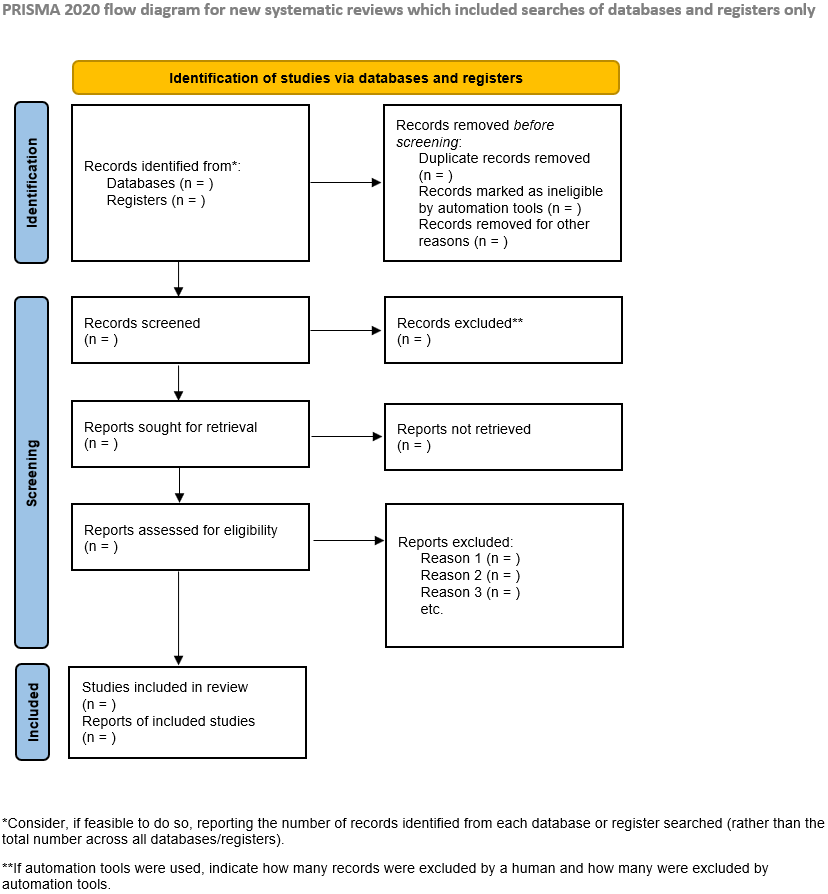 PRISMA 2020 flow diagram for new systematic reviews which included searches of databases and registers only
Identification of studies via databases and registers
Identification
Records identified from*:
Databases (n = )
Registers (n = )
Records removed before
screening:
Duplicate records removed
(n = )
Records marked as ineligible
by automation tools (n = )
Records removed for other
reasons (n = )
Screening
Records screened
(n = )
Records excluded**
(n = )
Reports sought for retrieval
(n = )
Reports not retrieved
(n = )
Reports assessed for eligibility
(n = )
Reports excluded:
Reason 1 (n = )
Reason 2 (n = )
Reason 3 (n = )
etc.
Included
Studies included in review
(n = )
Reports of included studies
(n = )
*Consider, if feasible to do so, reporting the number of records identified from each database or register searched (rather than the
total number across all databases/registers).
**If automation tools were used, indicate how many records were excluded by a human and how many were excluded by
automation tools.